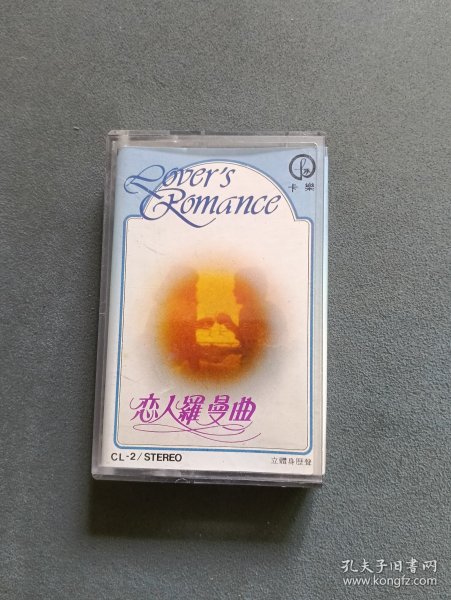 Lover's
Romance
卡樂
恋人羅曼曲
CL-2/STEREO
立體身歷聲
孔夫子旧书网
www.kongfz.com